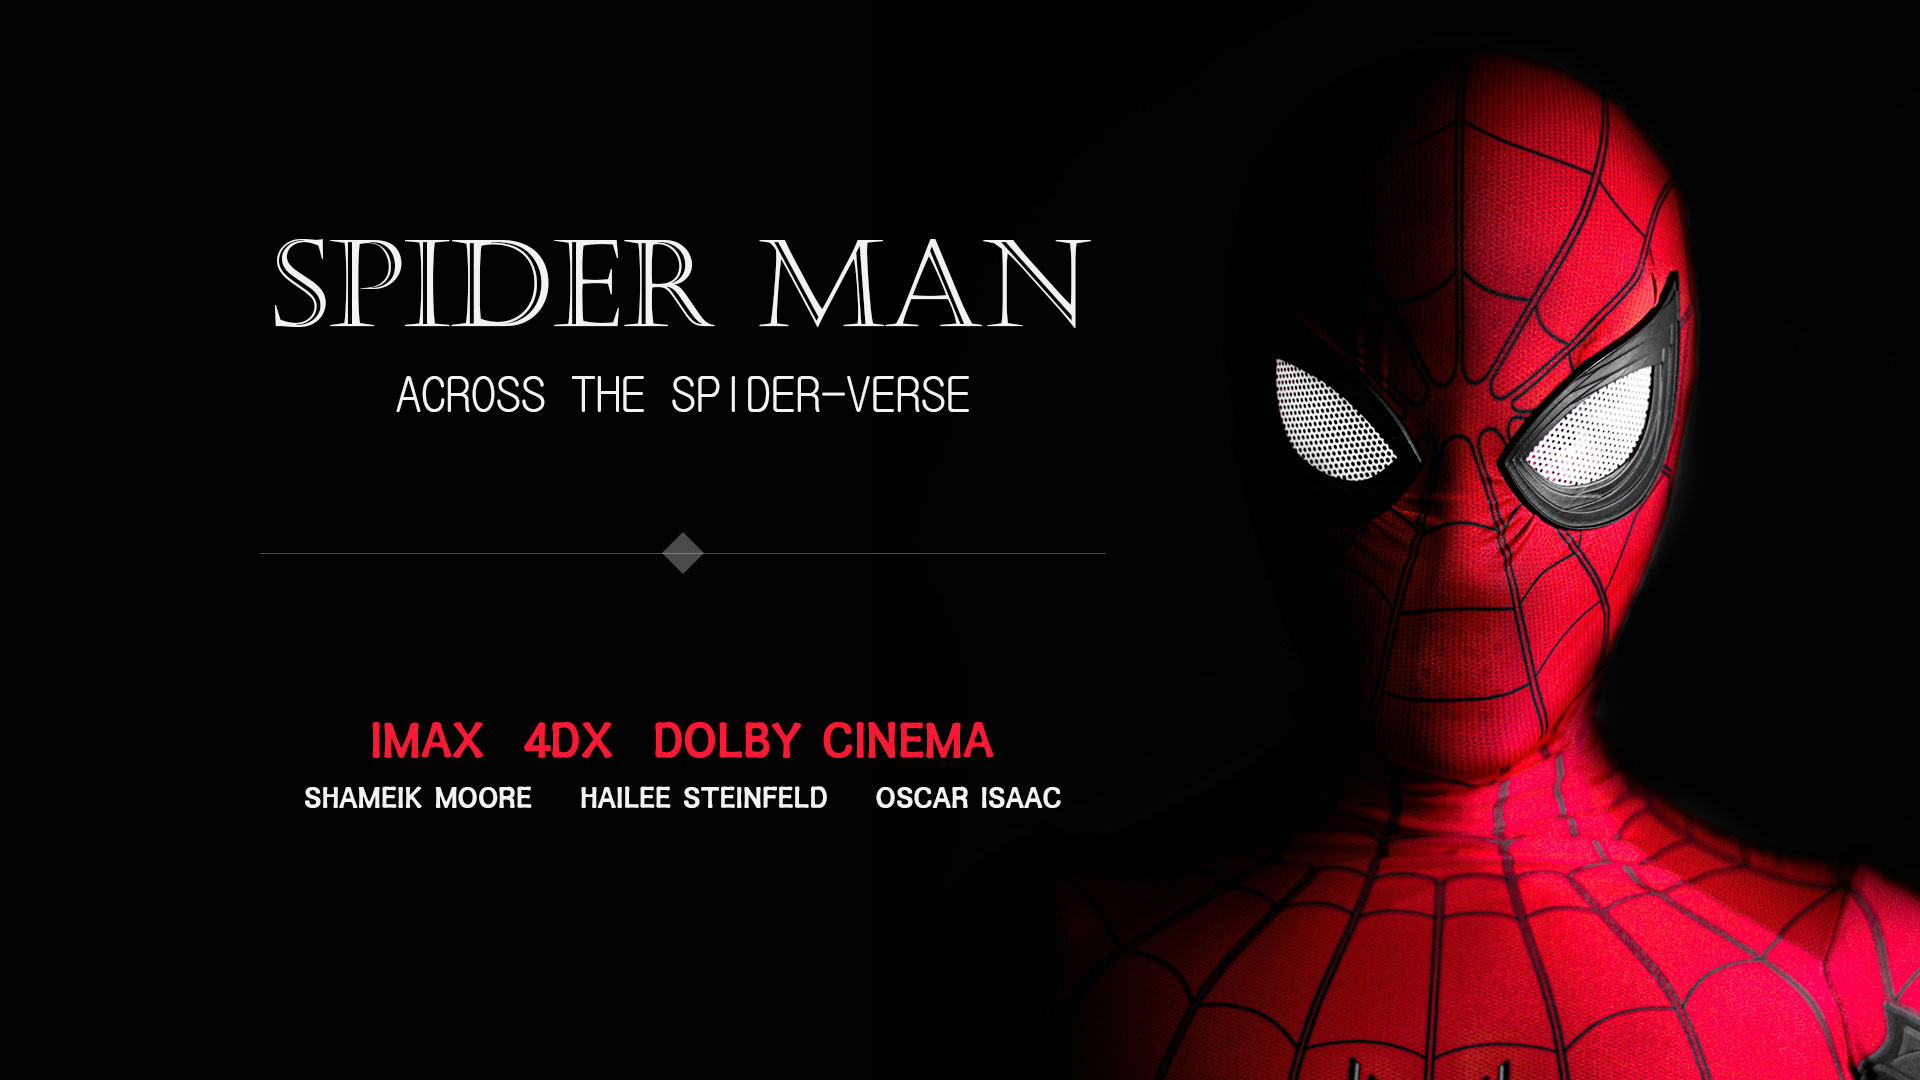 SPIDER MAN
ACROSS THE SPIDER-VERSE
IMAX 4DX DOLBY CINEMA
SHAMEIK MOORE HAILEE STEINFELD OSCAR ISAAC